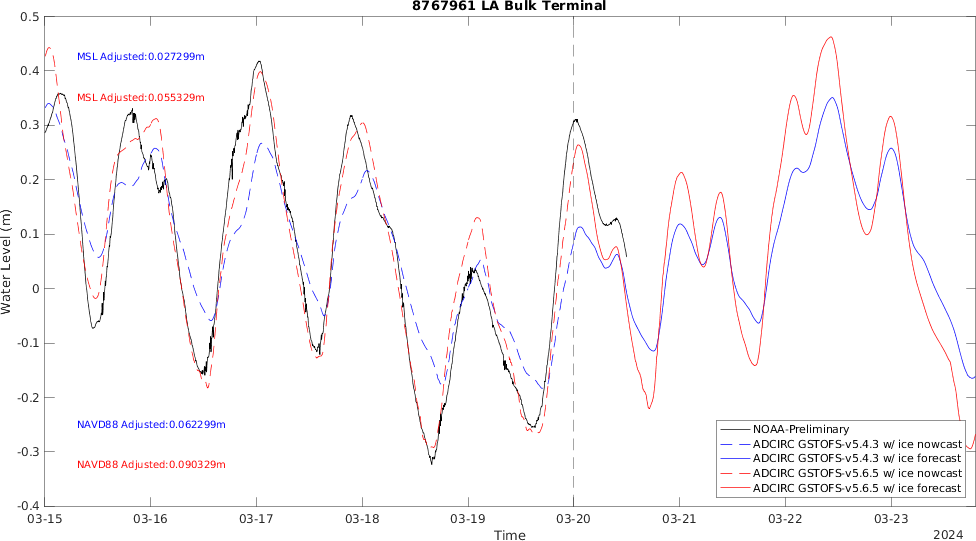 8767961 LA Bulk Terminal
0.5
0.4
0.3
0.2
0.1
0
-0.1
-0.2
-0.3
-0.4
Water Level (m)
MSL Adjusted:0.027299m
MSL Adjusted:0.055329m
NAVD88 Adjusted:0.062299m
NAVD88 Adjusted:0.090329m
NOAA-Preliminary
ADCIRC GSTOFS-v5.4.3 w/ ice nowcast
ADCIRC GSTOFS-v5.4.3 w/ ice forecast
ADCIRC GSTOFS-v5.6.5 w/ ice nowcast
ADCIRC GSTOFS-v5.6.5 w/ ice forecast
03-15 03-16 03-17 03-18 03-19 03-20 03-21 03-22 03-23
Time
2024